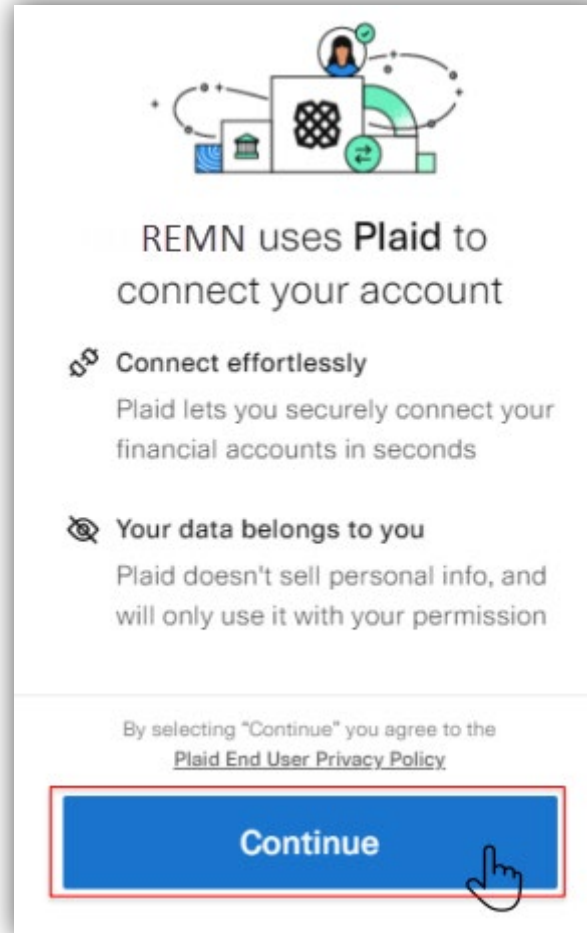 REMN uses Plaid to
connect your account
Connect effortlessly
Plaid lets you securely connect your
financial accounts in seconds
Your data belongs to you
Plaid doesn't sell personal info, and
will only use it with your permission
By selecting “Continue” you agree to the
Plaid End User Privacy Policy
Continue